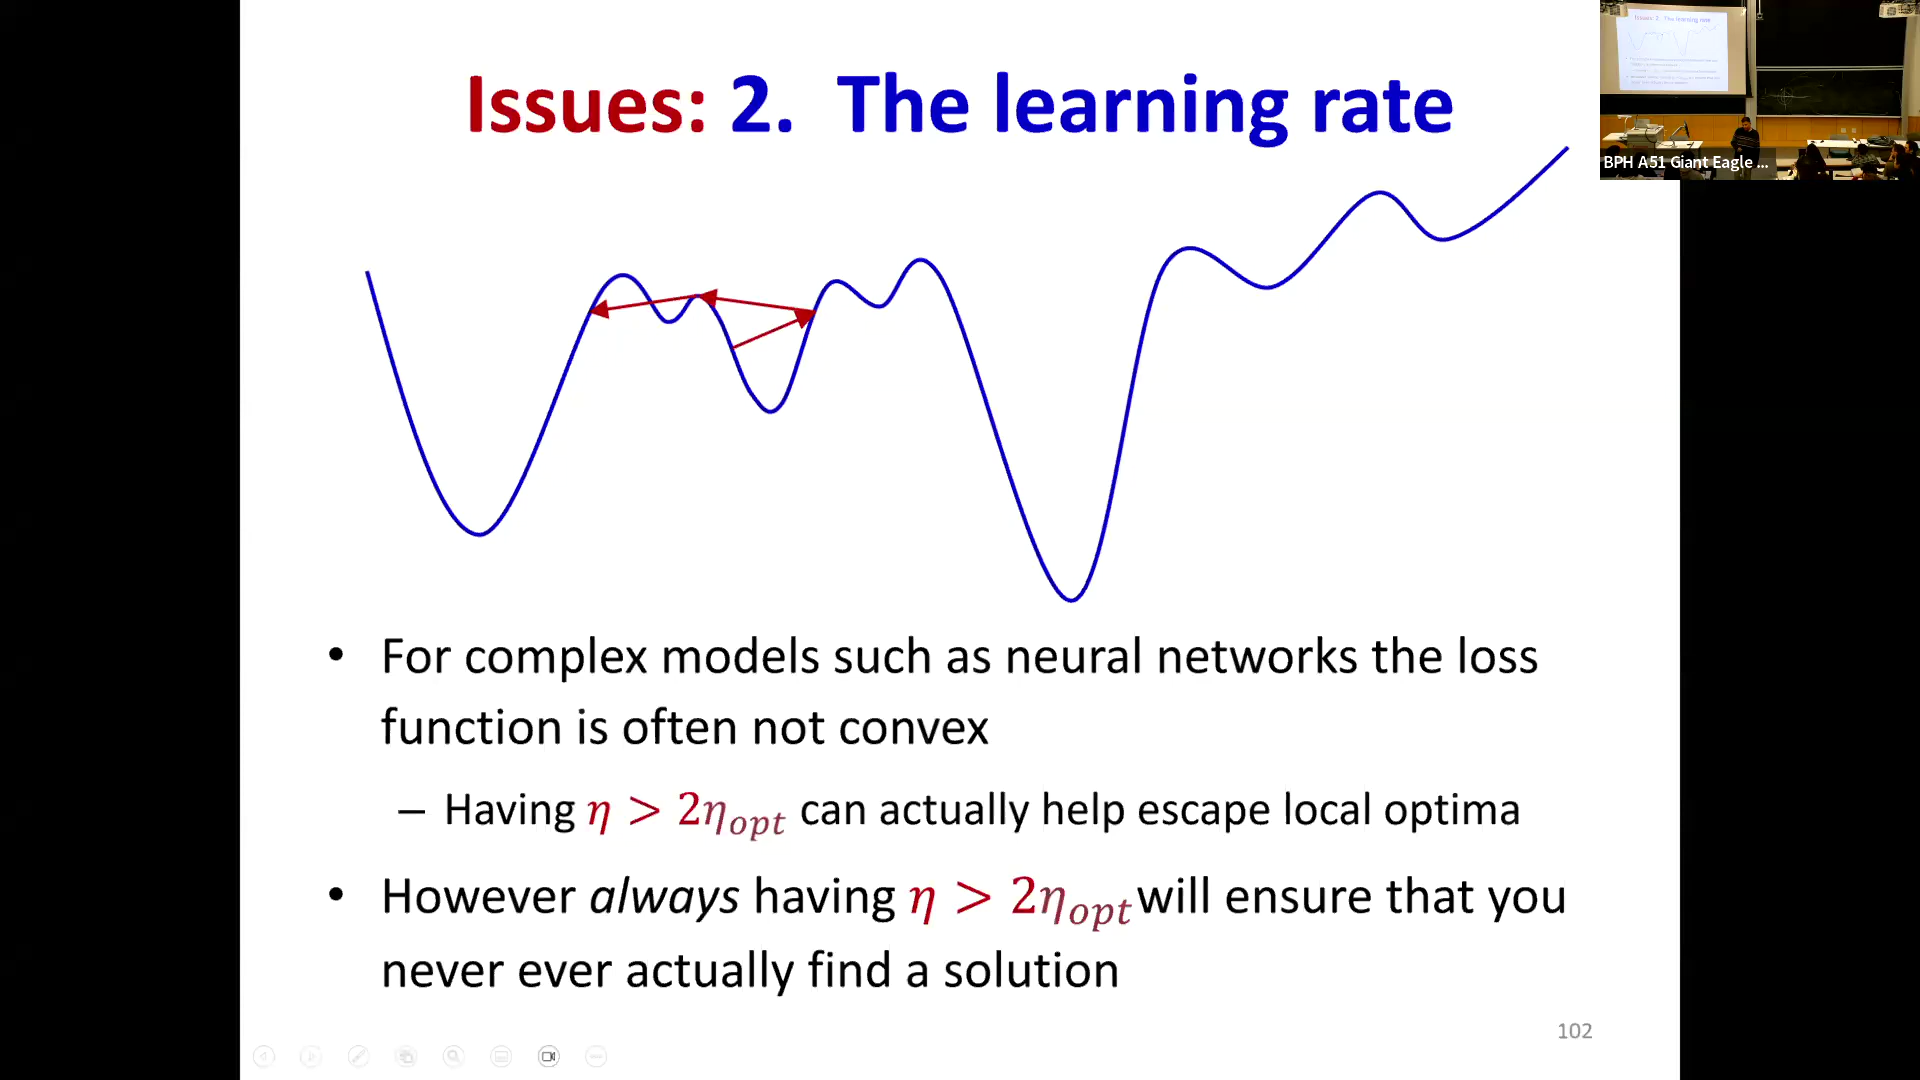 Issues: 2. The learning rate
BPH A51 Giant Eagle ...
• For complex models such as neural networks the loss
function is often not convex
– Having η > 2η_opt can actually help escape local optima
• However always having η > 2η_opt will ensure that you
never ever actually find a solution
102